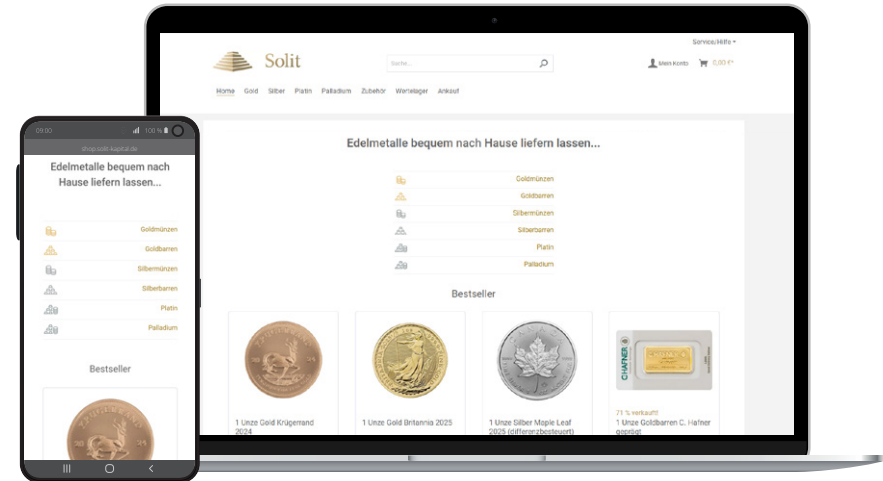 Service/Hilfe
Solit
Suche...
Mein Konto
0,00 €*
Home Gold Silber Platin Palladium Zubehör Wertelager Ankauf
Edelmetalle bequem nach Hause liefern lassen...
Goldmünzen
Goldbarren
Silbermünzen
Silberbarren
Platin
Palladium
Bestseller
1 Unze Gold Krügerrand
2024
1 Unze Gold Britannia 2025
1 Unze Silber Maple Leaf
2025 (differenzbesteuert)
C.HAFNER
71 % verkauft!
1 Unze Goldbarren C. Hafner
geprägt
09:00
100 %
shop.solit-kapital.de
Edelmetalle bequem nach
Hause liefern lassen...
Goldmünzen
Goldbarren
Silbermünzen
Silberbarren
Platin
Palladium
Bestseller